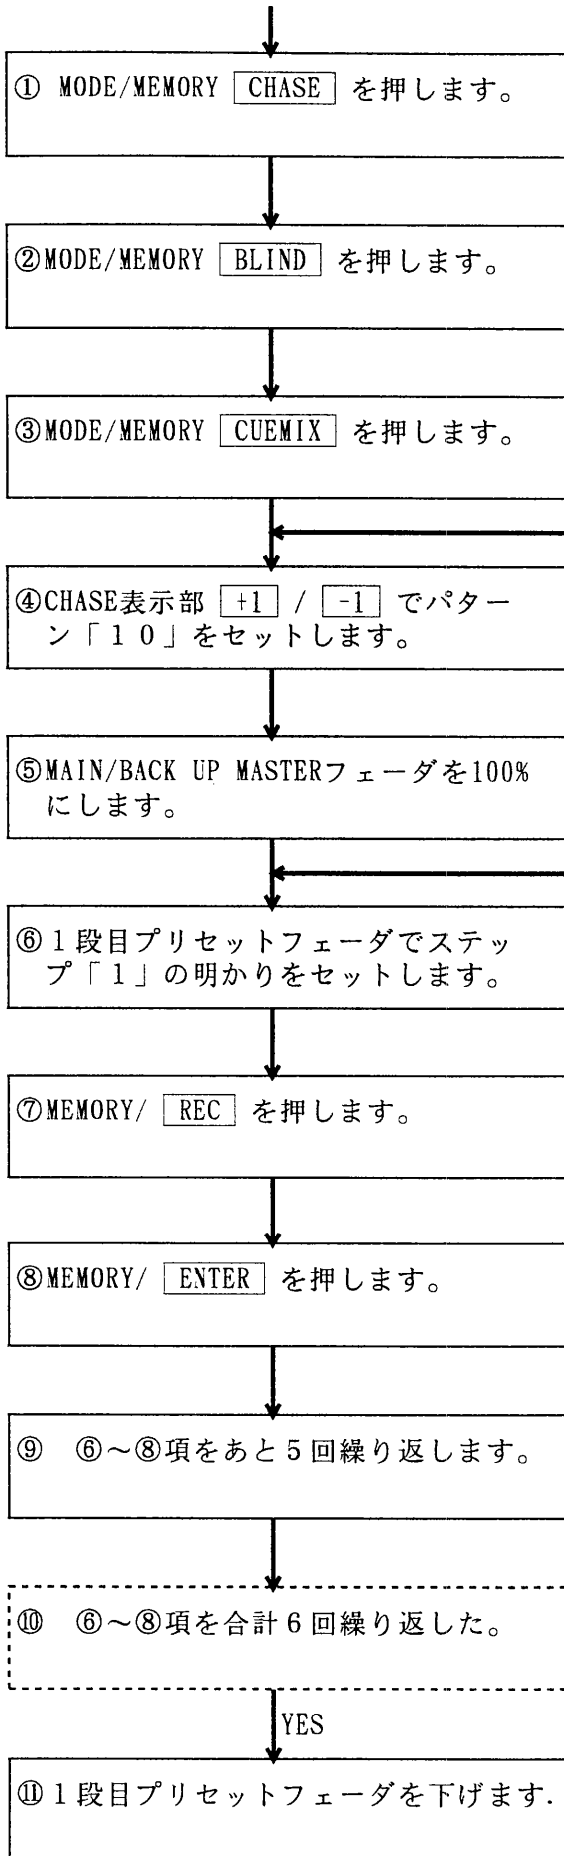 ① MODE/MEMORY CHASE を押します。
②MODE/MEMORY BLIND を押します。
③MODE/MEMORY CUEMIX を押します。
④CHASE表示部 +1 / -1 でパター
ン「１０」をセットします。
⑤MAIN/BACK UP MASTERフェーダを100%
にします。
⑥１段目プリセットフェーダでステッ
プ「１」の明かりをセットします。
⑦MEMORY/ REC を押します。
⑧MEMORY/ ENTER を押します。
⑨ ⑥～⑧項をあと５回繰り返します。
⑩ ⑥～⑧項を合計６回繰り返した。
YES
⑪１段目プリセットフェーダを下げます.